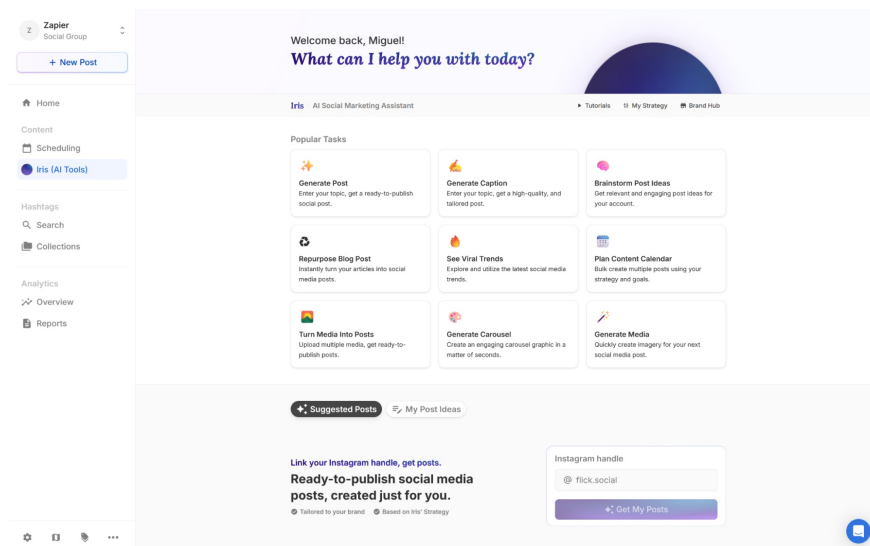 Z
Zapier
Social Group
+ New Post
Home
Content
Scheduling
Iris (AI Tools)
Hashtags
Search
Collections
Analytics
Overview
Reports
Welcome back, Miguel!
What can I help you with today?
Iris AI Social Marketing Assistant
Tutorials
My Strategy
Brand Hub
Popular Tasks
Generate Post
Enter your topic, get a ready-to-publish
social post.
Generate Caption
Enter your topic, get a high-quality, and
tailored post.
Brainstorm Post Ideas
Get relevant and engaging post ideas for
your account.
Repurpose Blog Post
Instantly turn your articles into social
media posts.
See Viral Trends
Explore and utilize the latest social media
trends.
Plan Content Calendar
Bulk create multiple posts using your
strategy and goals.
Turn Media Into Posts
Upload multiple media, get ready-to-
publish posts.
Generate Carousel
Create an engaging carousel graphic in a
matter of seconds.
Generate Media
Quickly create imagery for your next
social media post.
Suggested Posts
My Post Ideas
Link your Instagram handle, get posts.
Ready-to-publish social media
posts, created just for you.
Tailored to your brand
Based on Iris' Strategy
Instagram handle
@ flick.social
Get My Posts